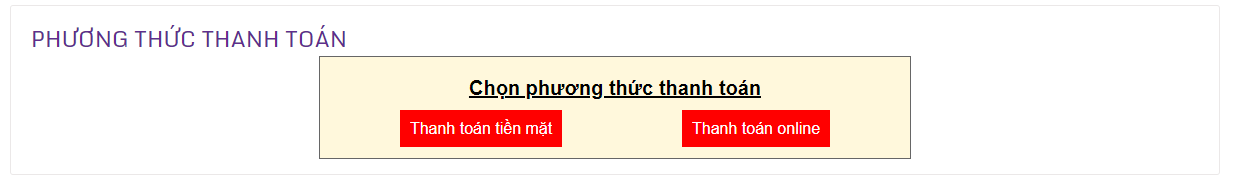 PHƯƠNG THỨC THANH TOÁN
Chọn phương thức thanh toán
Thanh toán tiền mặt
Thanh toán online